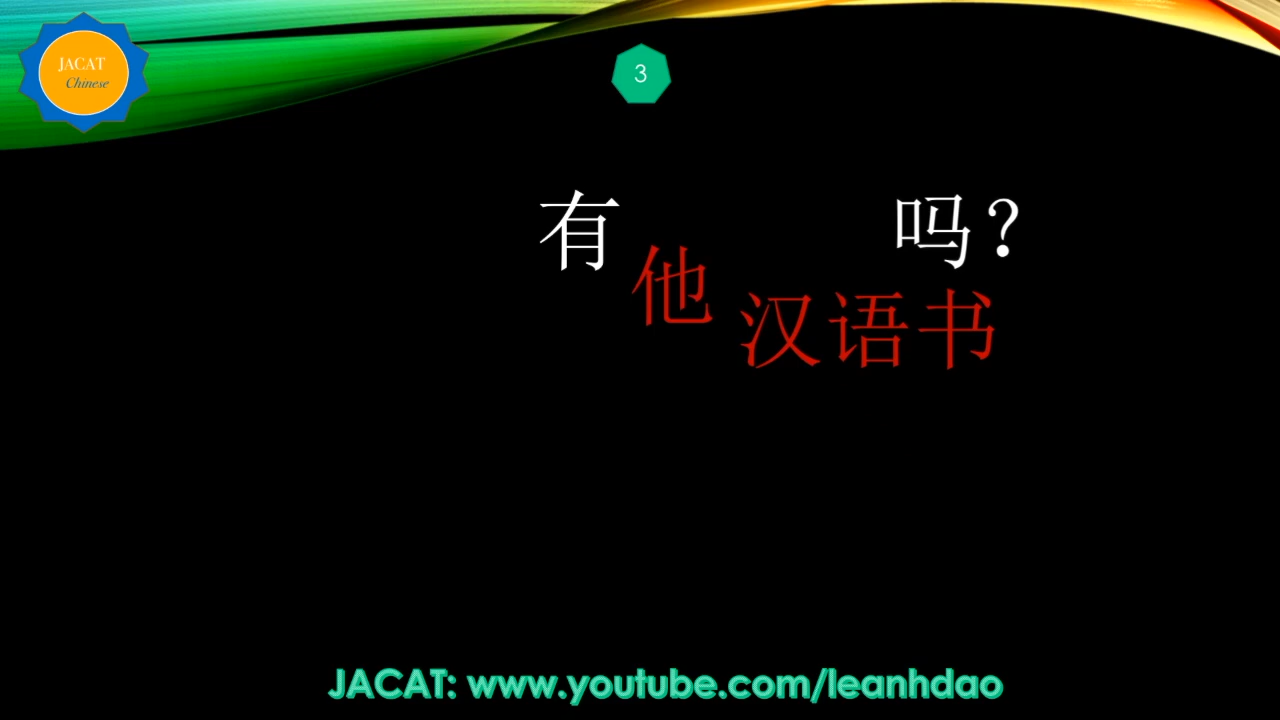 JACAT
Chinese
3
有 吗?
他
汉语书
JACAT: www.youtube.com/leanhdao